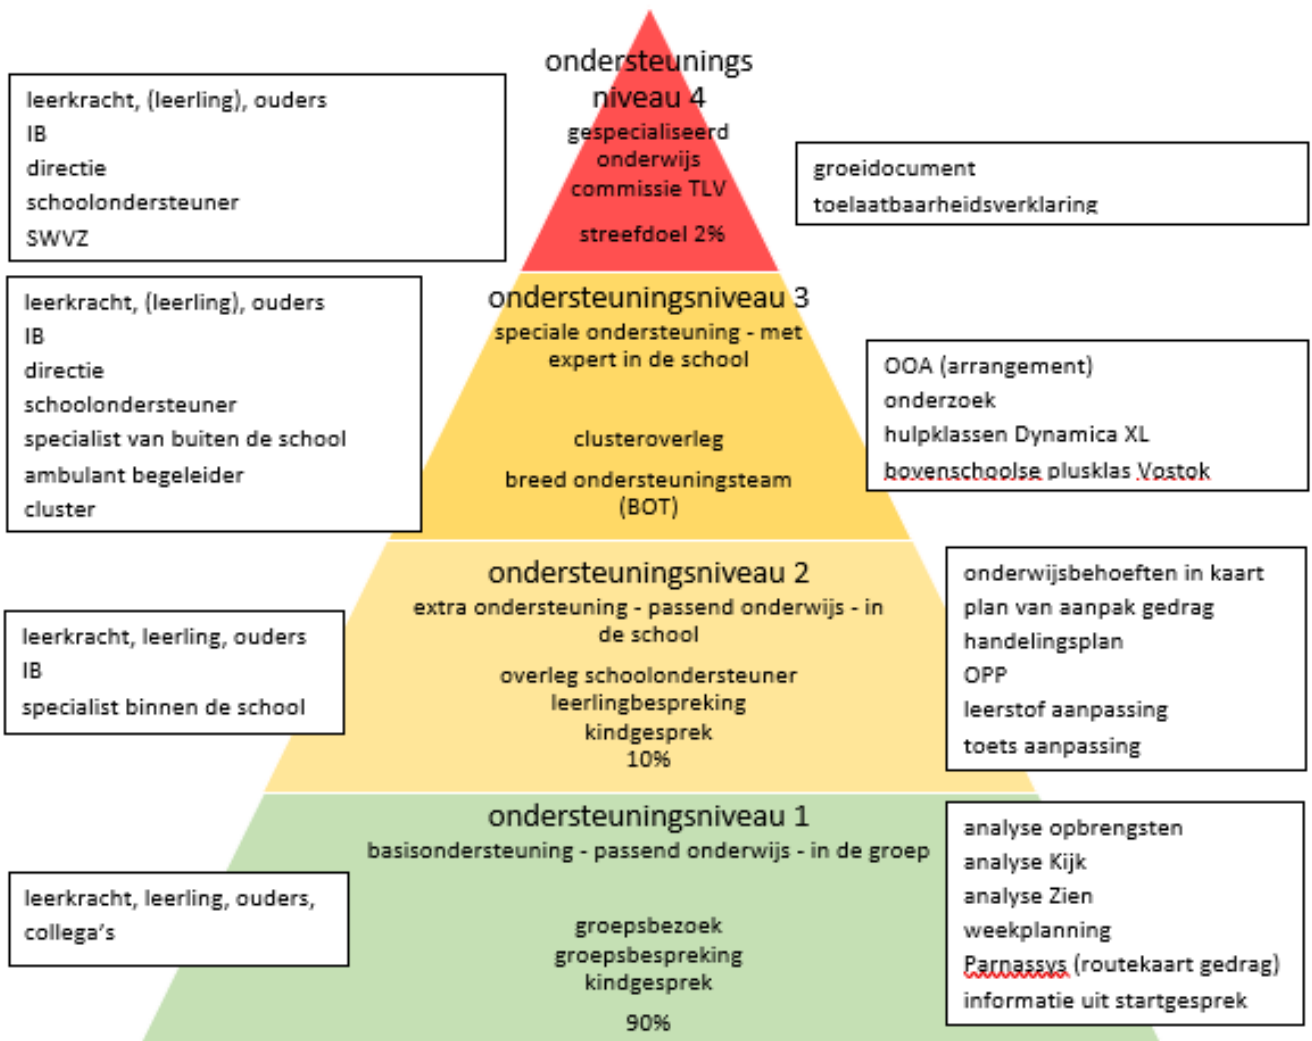 ondersteunings
niveau 4
gespecialiseerd
onderwijs
commissie TLV
streefdoel 2%
leerkracht, (leerling), ouders
IB
directie
schoolondersteuner
SWVZ
groeidocument
toelaatbaarheidsverklaring
ondersteuningsniveau 3
speciale ondersteuning - met
expert in de school
clusteroverleg
breed ondersteuningsteam
(BOT)
leerkracht, (leerling), ouders
IB
directie
schoolondersteuner
specialist van buiten de school
ambulant begeleider
cluster
OOA (arrangement)
onderzoek
hulpklassen Dynamica XL
bovenschoolse plusklas Vostok
ondersteuningsniveau 2
extra ondersteuning - passend onderwijs - in
de school
overleg schoolondersteuner
leerlingbespreking
kindgesprek
10%
leerkracht, leerling, ouders
IB
specialist binnen de school
onderwijsbehoeften in kaart
plan van aanpak gedrag
handelingsplan
OPP
leerstof aanpassing
toets aanpassing
ondersteuningsniveau 1
basisondersteuning - passend onderwijs - in de groep
groepsbezoek
groepsbespreking
kindgesprek
90%
leerkracht, leerling, ouders,
collega's
analyse opbrengsten
analyse Kijk
analyse Zien
weekplanning
Parnassys (routekaart gedrag)
informatie uit startgesprek